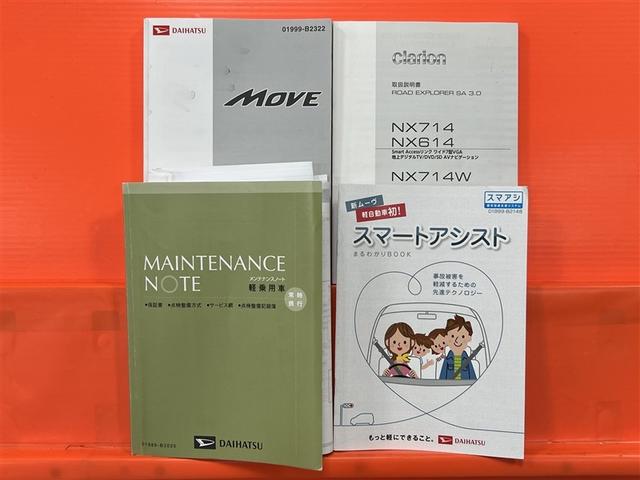 DAIHATSU
01999-B2322
MOVE
clarion
取扱説明書
ROAD EXPLORER SA 3.0
NX714
NX614
Smart Accessリンク ワイド7型VGA
地上デジタルTV/DVD/SD AVナビゲーション
NX714W
MAINTENANCE
NOTE
メンテナンスノート
軽乗用車
常時
携行
•保証書 •点検整備方式 •サービス網 •点検整備記録簿
DAIHATSU
スマアシ
01999-B2148
新ムーヴ
軽自動車初!
スマートアシスト
まるわかりBOOK
事故被害を
軽減するための
先進テクノロジー
もっと軽にできること。
DAIHATSU